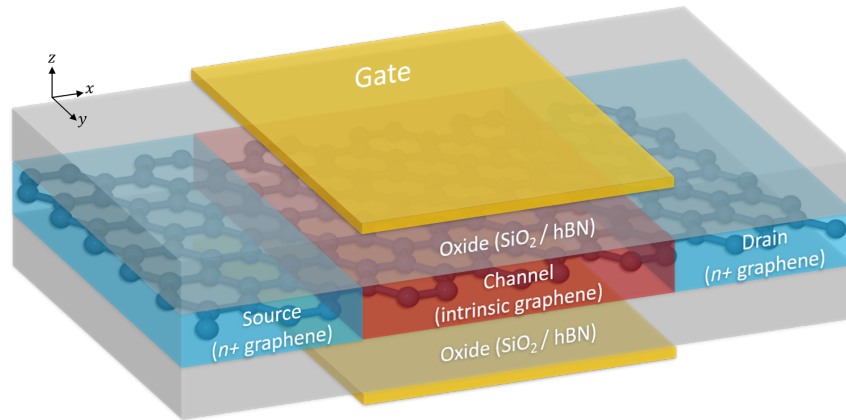 z
x
y
Gate
Oxide (SiO₂ / hBN)
Drain
(n+ graphene)
Channel
(intrinsic graphene)
Source
(n+ graphene)
Oxide (SiO₂ / hBN)